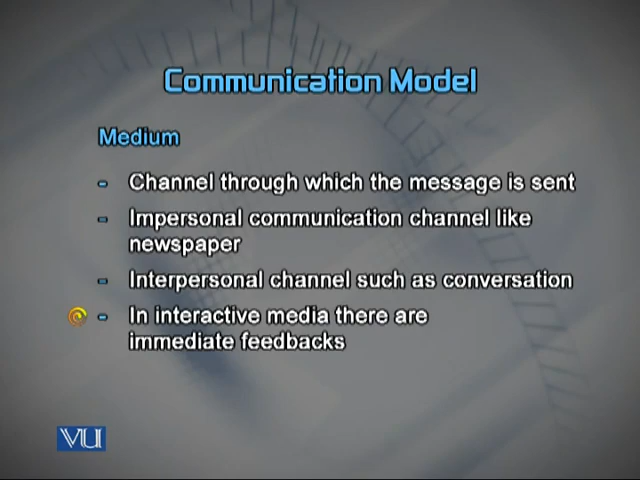 Communication Model
Medium
- Channel through which the message is sent
- Impersonal communication channel like
newspaper
- Interpersonal channel such as conversation
- In interactive media there are
immediate feedbacks
VU